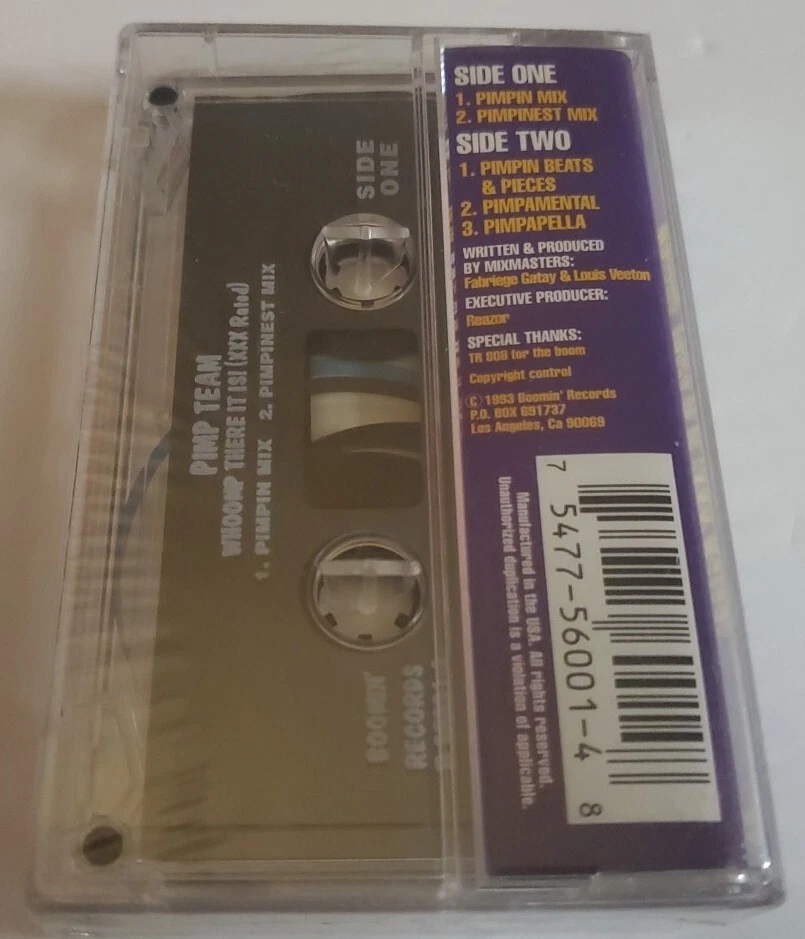 SIDE ONE
1. PIMPIN MIX
2. PIMPINEST MIX
SIDE TWO
1. PIMPIN BEATS
& PIECES
2. PIMPAMENTAL
3. PIMPAPELLA
WRITTEN & PRODUCED
BY MIXMASTERS:
Fabriege Gatay & Louis Veeton
EXECUTIVE PRODUCER:
Reazor
SPECIAL THANKS:
TR 808 for the boom
Copyright control
© 1993 Boomin' Records
P.O. BOX 691737
Los Angeles, Ca 90069
7 5477-56001-4 8
Manufactured in the USA. All rights reserved.
Unauthorized duplication is a violation of applicable.
SIDE
ONE
PIMP TEAM
WHOOMP THERE IT IS! (XXX Rated)
1. PIMPIN MIX 2. PIMPINEST MIX
BOOMIN'
RECORDS